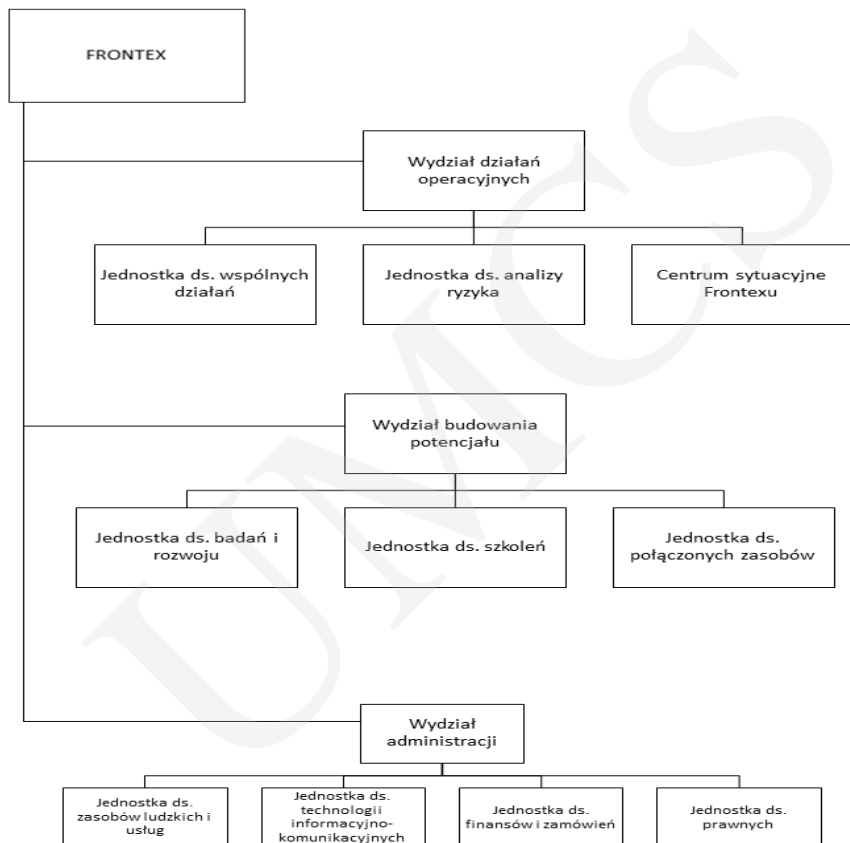 FRONTEX
Wydział działań
operacyjnych
Jednostka ds. wspólnych
działań
Jednostka ds. analizy
ryzyka
Centrum sytuacyjne
Frontexu
Wydział budowania
potencjału
Jednostka ds. badań i
rozwoju
Jednostka ds. szkoleń
Jednostka ds.
połączonych zasobów
Wydział
administracji
Jednostka ds.
zasobów ludzkich i
usług
Jednostka ds.
technologii
informacyjno-
komunikacyjnych
Jednostka ds.
finansów i zamówień
Jednostka ds.
prawnych
UMCS